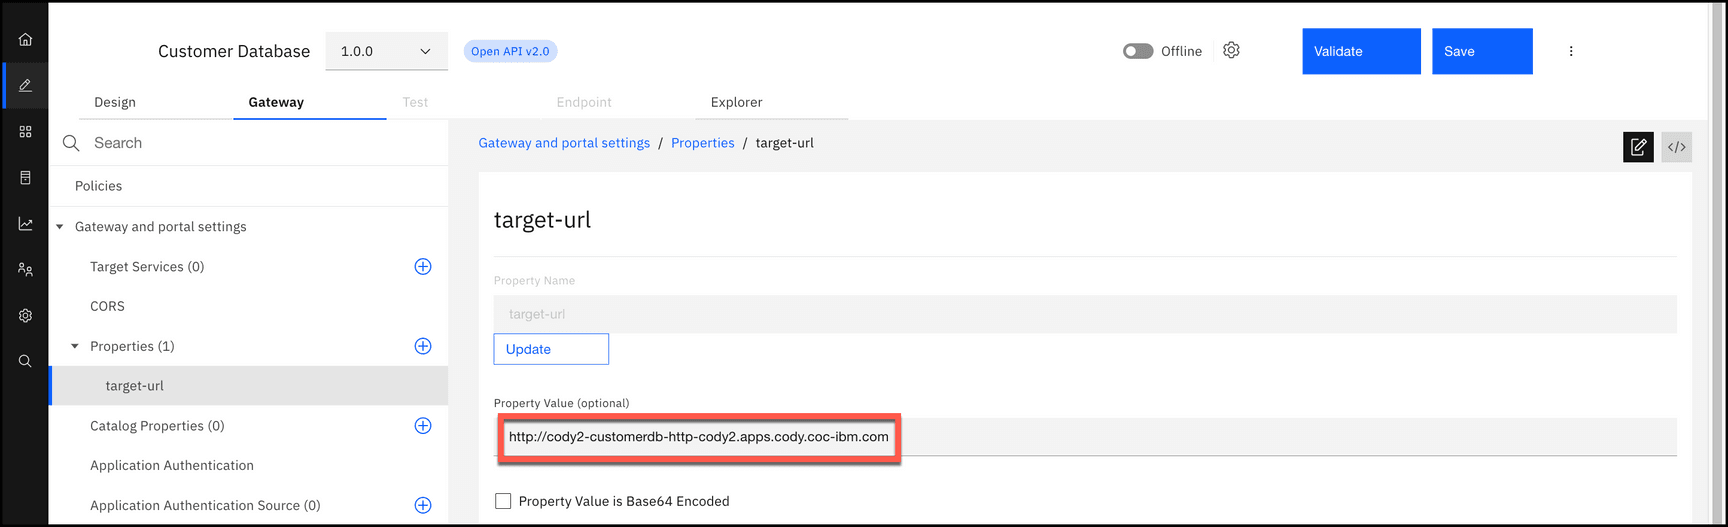 Customer Database
1.0.0
Open API v2.0
Offline
Validate
Save
Design
Gateway
Test
Endpoint
Explorer
Search
Gateway and portal settings / Properties / target-url
Policies
Gateway and portal settings
Target Services (0)
CORS
Properties (1)
target-url
Catalog Properties (0)
Application Authentication
Application Authentication Source (0)
</>
target-url
Property Name
target-url
Update
Property Value (optional)
http://cody2-customerdb-http-cody2.apps.cody.coc-ibm.com
Property Value is Base64 Encoded